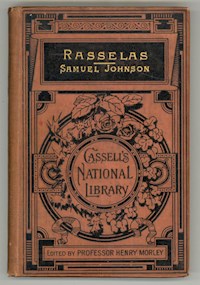 RASSELAS
SAMUEL JOHNSON
CASSELL'S
NATIONAL
LIBRARY
EDITED BY PROFESSOR HENRY MORLEY